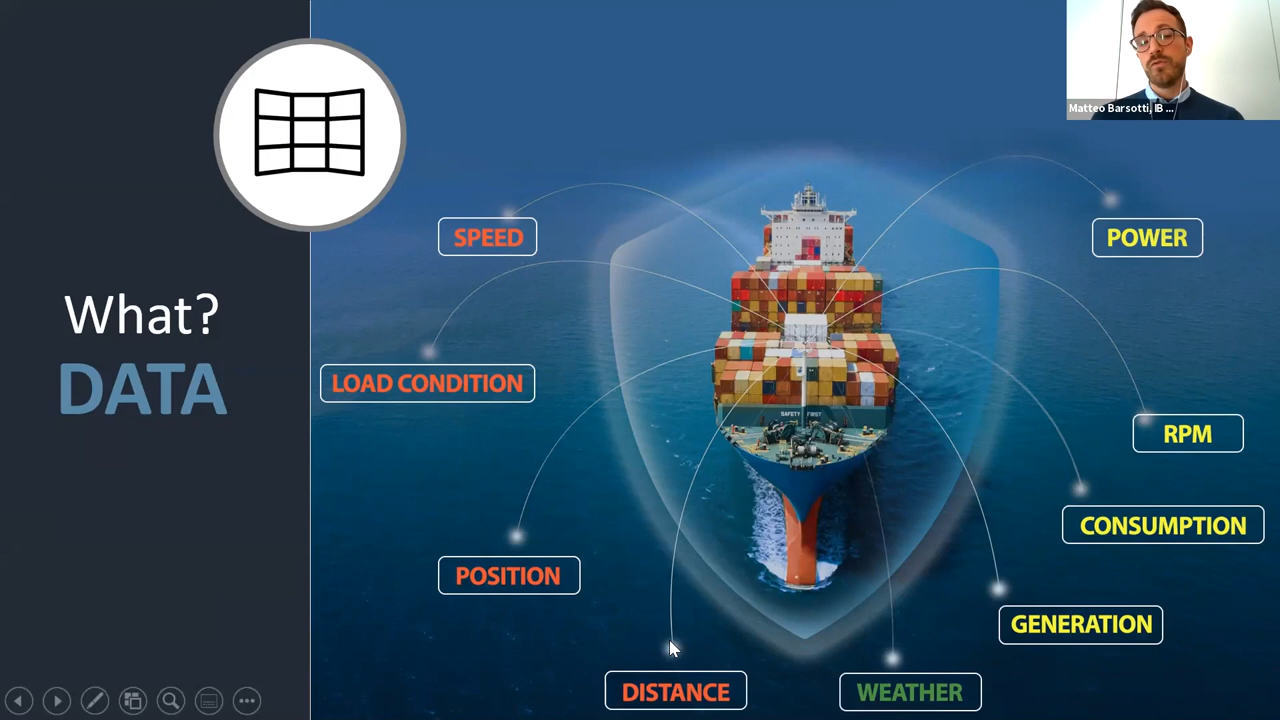 Matteo Barsotti, IB ...
What?
DATA
SPEED
POWER
LOAD CONDITION
SAFETY FIRST
RPM
CONSUMPTION
POSITION
GENERATION
DISTANCE
WEATHER